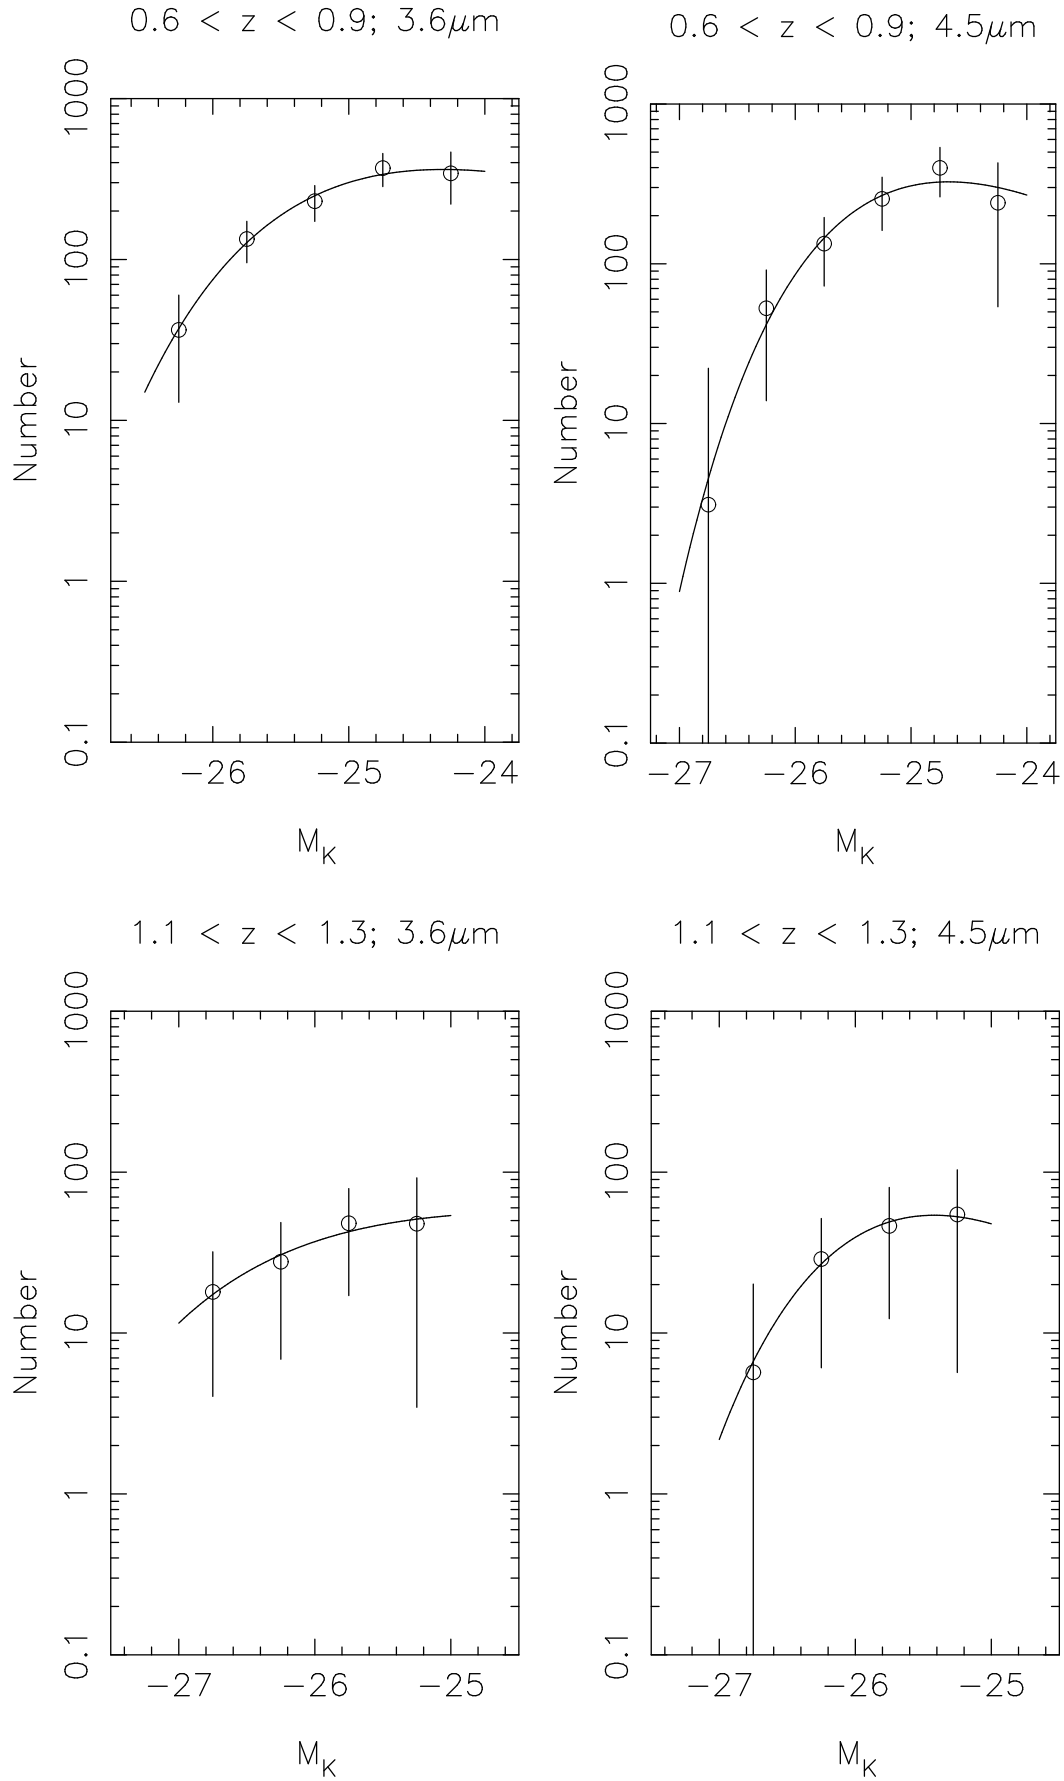 0.6 < z < 0.9; 3.6μm
1000
100
10
1
0.1
Number
−26 −25 −24
M_K
0.6 < z < 0.9; 4.5μm
1000
100
10
1
0.1
Number
−27 −26 −25 −24
M_K
1.1 < z < 1.3; 3.6μm
1000
100
10
1
0.1
Number
−27 −26 −25
M_K
1.1 < z < 1.3; 4.5μm
1000
100
10
1
0.1
Number
−27 −26 −25
M_K